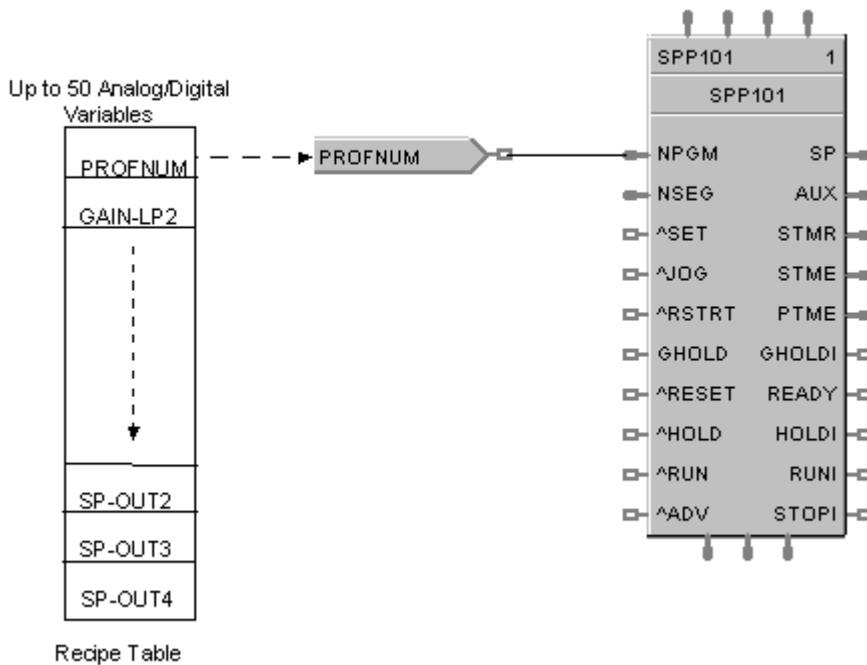 Up to 50 Analog/Digital
Variables
PROFNUM
GAIN-LP2
SP-OUT2
SP-OUT3
SP-OUT4
Recipe Table
PROFNUM
SPP101 1
SPP101
NPGM SP
NSEG AUX
^SET STMR
^JOG STME
^RSTRT PTME
GHOLD GHOLDI
^RESET READY
^HOLD HOLDI
^RUN RUNI
^ADV STOPI